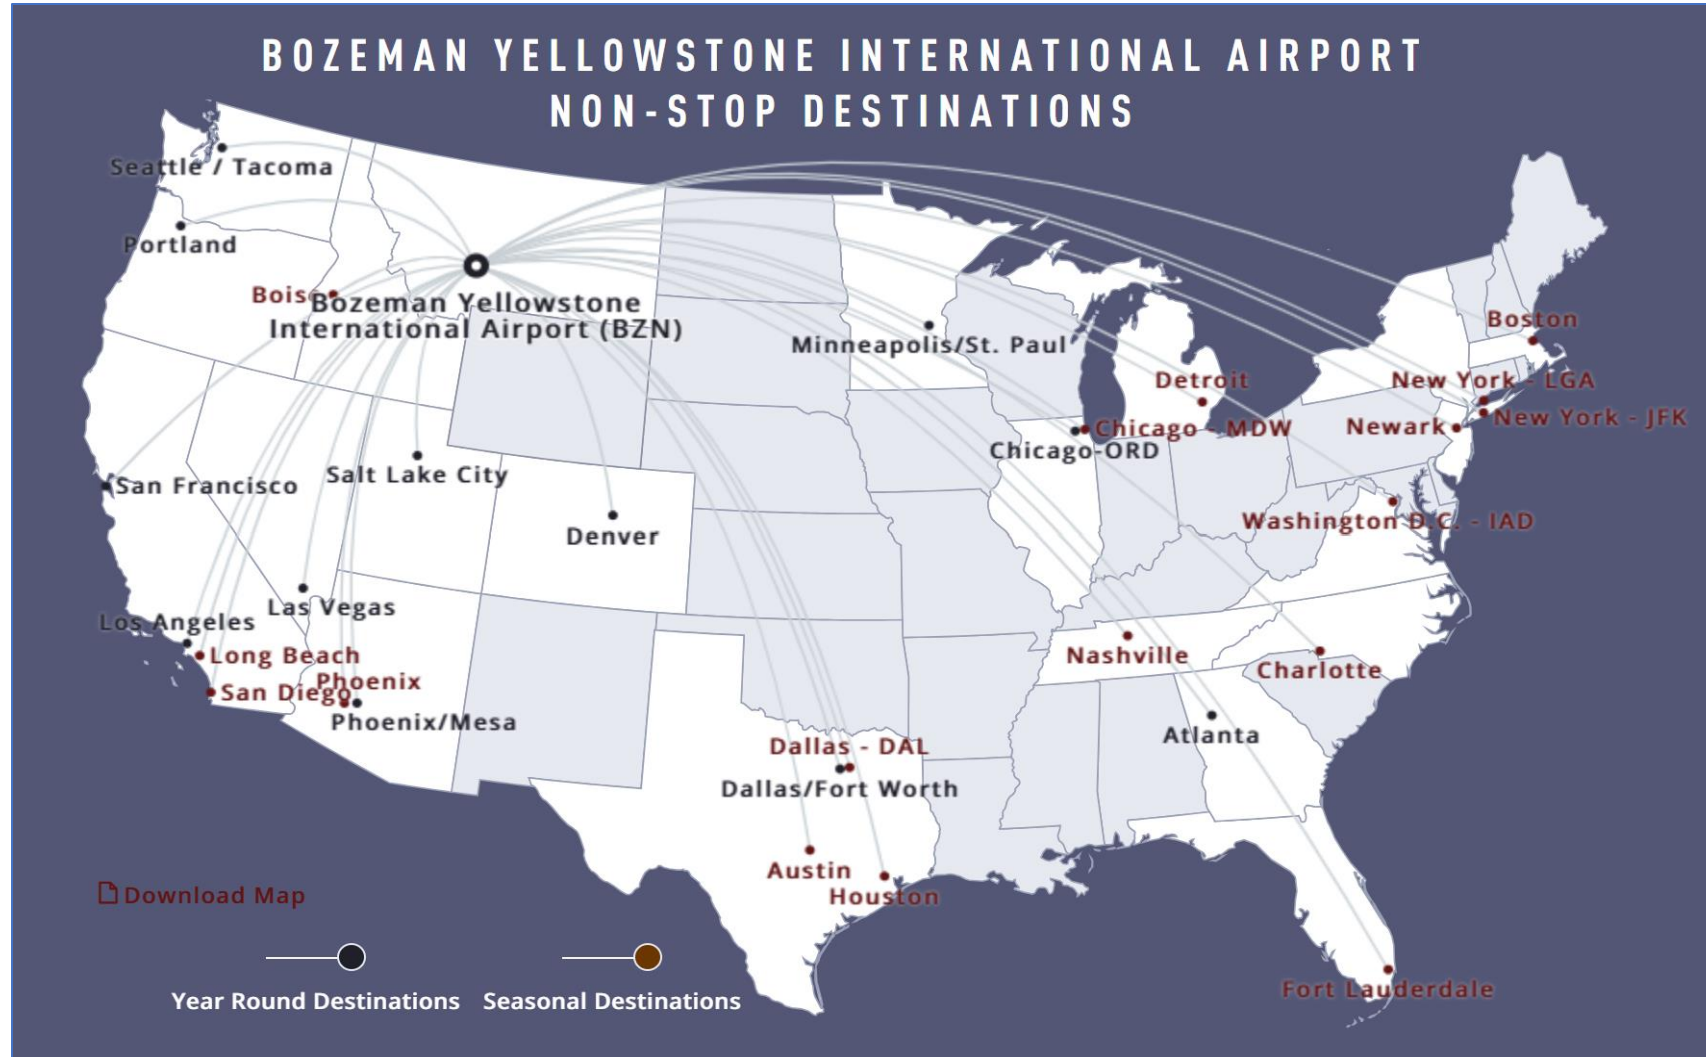 BOZEMAN YELLOWSTONE INTERNATIONAL AIRPORT
NON-STOP DESTINATIONS
Seattle / Tacoma
Portland
Boise
Bozeman Yellowstone
International Airport (BZN)
Minneapolis/St. Paul
Boston
Detroit
New York - LGA
New York - JFK
Newark
Chicago - MDW
Chicago-ORD
Salt Lake City
San Francisco
Denver
Washington D.C. - IAD
Las Vegas
Los Angeles
Long Beach
Phoenix
San Diego
Phoenix/Mesa
Nashville
Charlotte
Atlanta
Dallas - DAL
Dallas/Fort Worth
Austin
Houston
Download Map
Fort Lauderdale
Year Round Destinations
Seasonal Destinations